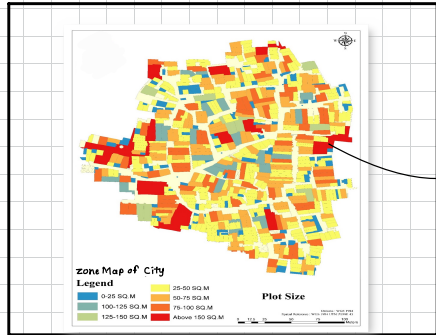 zone Map of City
Legend
0-25 SQ.M
100-125 SQ.M
125-150 SQ.M
25-50 SQ.M
50-75 SQ.M
75-100 SQ.M
Above 150 SQ.M
Plot Size